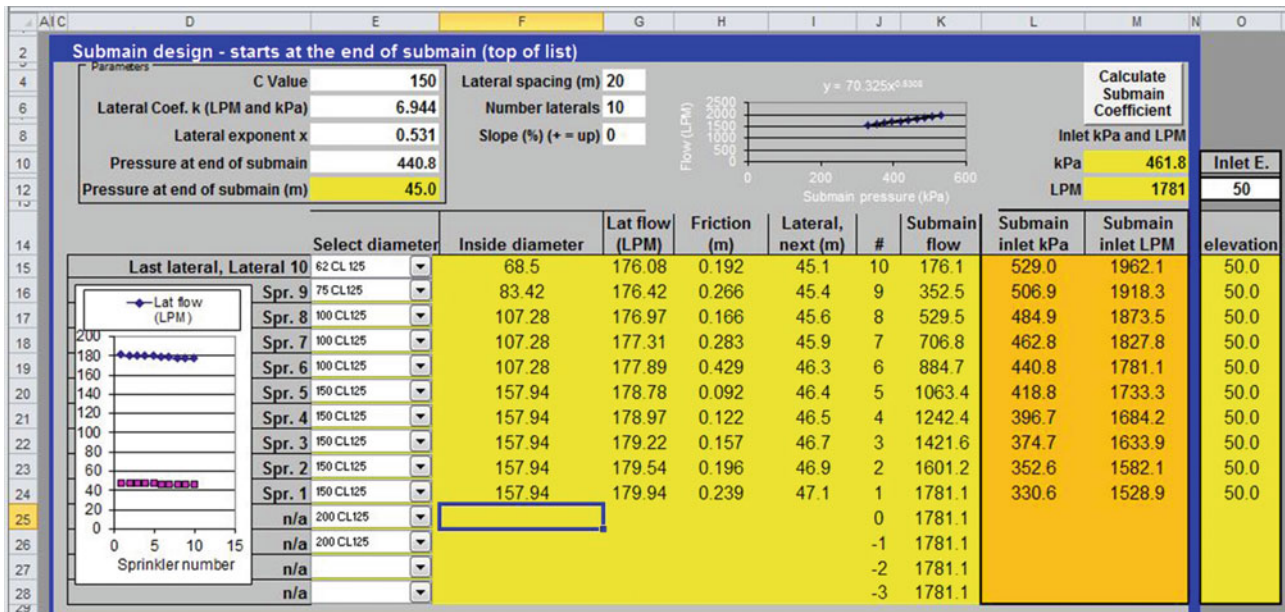 A I C D E F G H I J K L M N O
2 Submain design - starts at the end of submain (top of list)
Parameters
4 C Value 150 Lateral spacing (m) 20
6 Lateral Coef. k (LPM and kPa) 6.944 Number laterals 10
8 Lateral exponent x 0.531 Slope (%) (+ = up) 0
10 Pressure at end of submain 440.8
12 Pressure at end of submain (m) 45.0
y = 70.325x^0.5308
Flow (LPM)
2500
2000
1500
1000
500
0
0 200 400 600
Submain pressure (kPa)
Calculate
Submain
Coefficient
Inlet kPa and LPM
kPa 461.8 Inlet E.
LPM 1781 50
14 Select diameter Inside diameter Lat flow (LPM) Friction (m) Lateral, next (m) # Submain flow Submain inlet kPa Submain inlet LPM elevation
15 Last lateral, Lateral 10 62 CL 125 68.5 176.08 0.192 45.1 10 176.1 529.0 1962.1 50.0
16 Spr. 9 75 CL125 83.42 176.42 0.266 45.4 9 352.5 506.9 1918.3 50.0
17 Spr. 8 100 CL125 107.28 176.97 0.166 45.6 8 529.5 484.9 1873.5 50.0
18 Spr. 7 100 CL125 107.28 177.31 0.283 45.9 7 706.8 462.8 1827.8 50.0
19 Spr. 6 100 CL125 107.28 177.89 0.429 46.3 6 884.7 440.8 1781.1 50.0
20 Spr. 5 150 CL125 157.94 178.78 0.092 46.4 5 1063.4 418.8 1733.3 50.0
21 Spr. 4 150 CL125 157.94 178.97 0.122 46.5 4 1242.4 396.7 1684.2 50.0
22 Spr. 3 150 CL125 157.94 179.22 0.157 46.7 3 1421.6 374.7 1633.9 50.0
23 Spr. 2 150 CL125 157.94 179.54 0.196 46.9 2 1601.2 352.6 1582.1 50.0
24 Spr. 1 150 CL125 157.94 179.94 0.239 47.1 1 1781.1 330.6 1528.9 50.0
25 n/a 200 CL125 0 1781.1
26 n/a 200 CL125 -1 1781.1
27 n/a -2 1781.1
28 n/a -3 1781.1
Lat flow
(LPM)
200
180
160
140
120
100
80
60
40
20
0
0 5 10 15
Sprinkler number